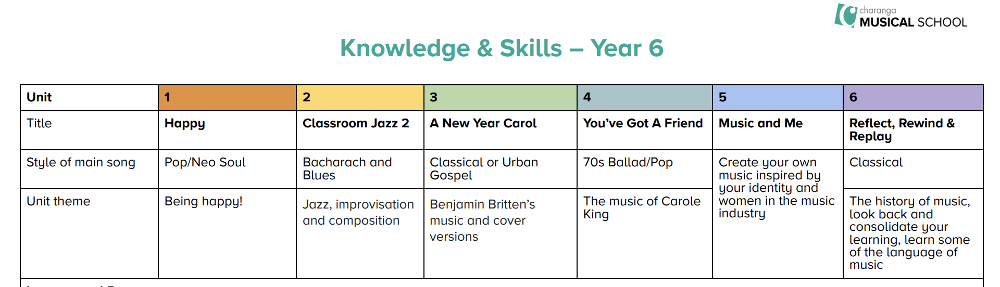 charanga
MUSICAL SCHOOL
Knowledge & Skills – Year 6
Unit
1
2
3
4
5
6
Title
Happy
Classroom Jazz 2
A New Year Carol
You’ve Got A Friend
Music and Me
Reflect, Rewind &
Replay
Style of main song
Pop/Neo Soul
Bacharach and
Blues
Classical or Urban
Gospel
70s Ballad/Pop
Create your own
music inspired by
your identity and
women in the music
industry
Classical
Unit theme
Being happy!
Jazz, improvisation
and composition
Benjamin Britten’s
music and cover
versions
The music of Carole
King
The history of music,
look back and
consolidate your
learning, learn some
of the language of
music